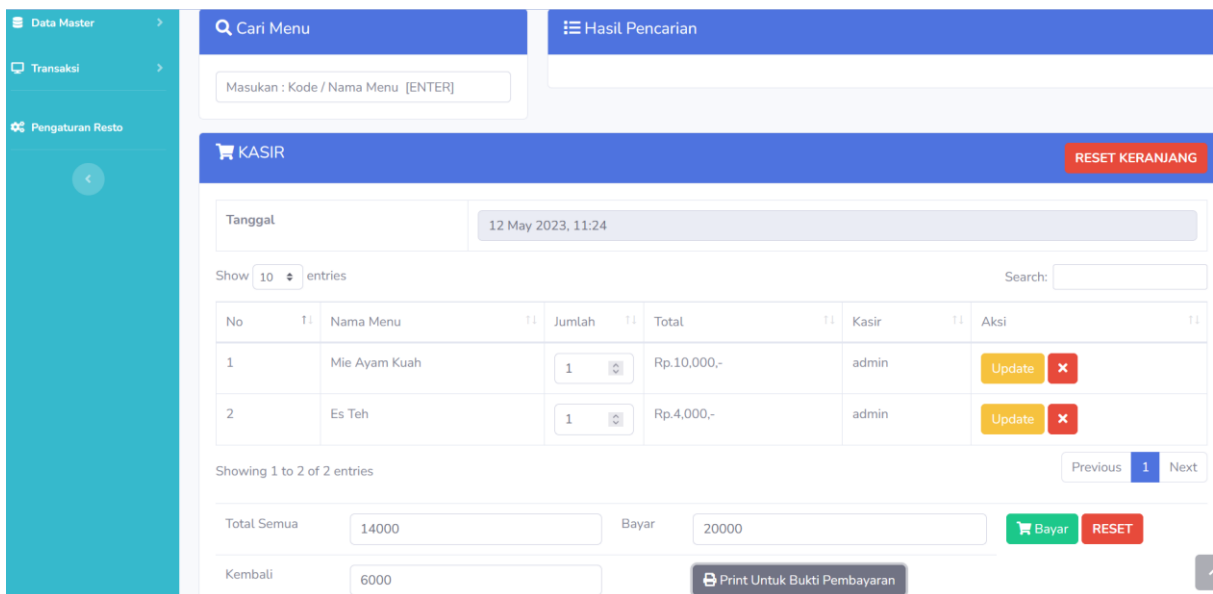 Data Master
Transaksi
Pengaturan Resto
Cari Menu
Masukan : Kode / Nama Menu [ENTER]
Hasil Pencarian
KASIR
RESET KERANJANG
Tanggal 12 May 2023, 11:24
Show 10 entries Search:
No Nama Menu Jumlah Total Kasir Aksi
1 Mie Ayam Kuah 1 Rp.10,000,- admin Update
2 Es Teh 1 Rp.4,000,- admin Update
Showing 1 to 2 of 2 entries Previous 1 Next
Total Semua 14000 Bayar 20000 Bayar RESET
Kembali 6000 Print Untuk Bukti Pembayaran